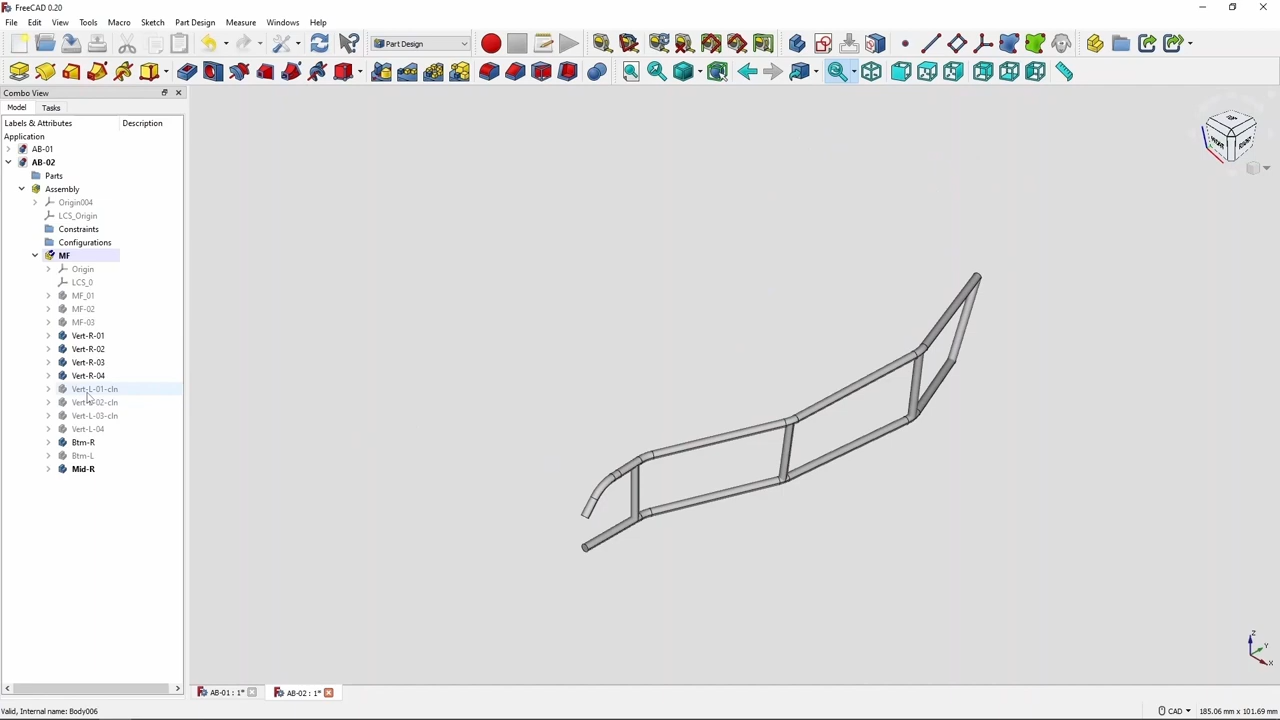 FreeCAD 0.20
File Edit View Tools Macro Sketch Part Design Measure Windows Help
Part Design
Combo View
Model Tasks
Labels & Attributes Description
Application
AB-01
AB-02
Parts
Assembly
Origin004
LCS_Origin
Constraints
Configurations
MF
Origin
LCS_0
MF_01
MF-02
MF-03
Vert-R-01
Vert-R-02
Vert-R-03
Vert-R-04
Vert-L-01-cln
Vert-L-02-cln
Vert-L-03-cln
Vert-L-04
Btm-R
Btm-L
Mid-R
TOP
RIGHT
Z
Y
X
AB-01 : 1* AB-02 : 1*
Valid, Internal name: Body006
CAD 185.06 mm x 101.69 mm